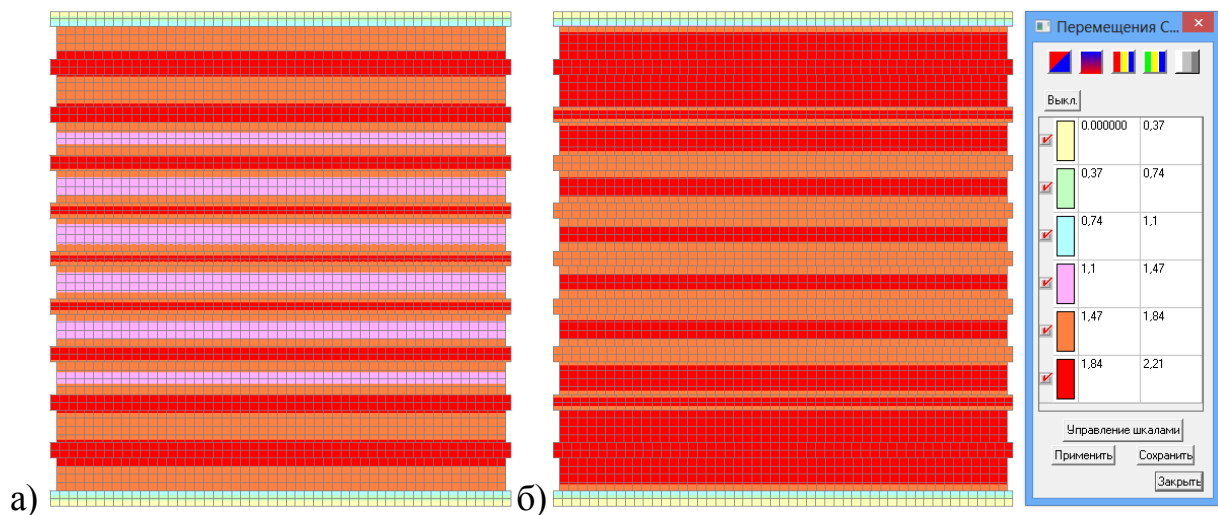 Перемещения С...
Выкл.
0.000000 0,37
0,37 0,74
0,74 1,1
1,1 1,47
1,47 1,84
1,84 2,21
Управление шкалами
Применить Сохранить
Закрыть
а) б)